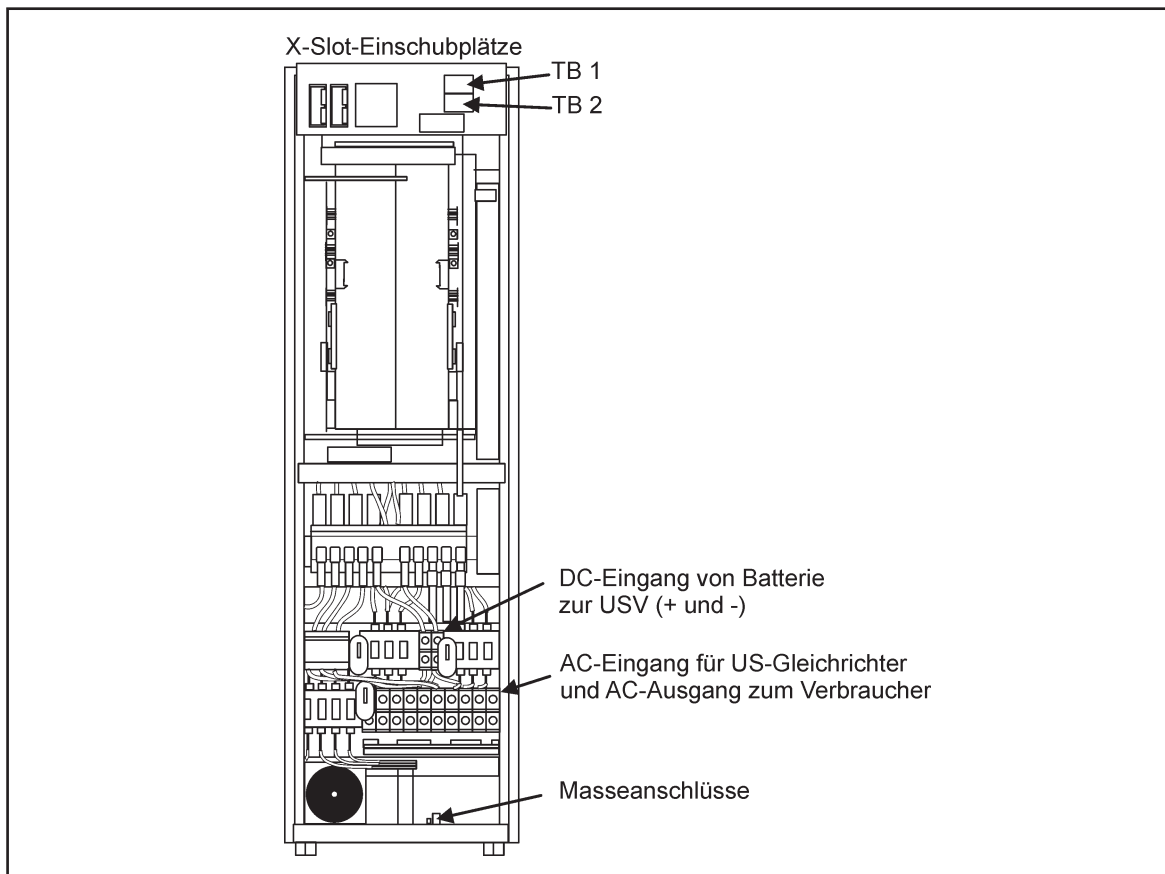 X-Slot-Einschubplätze
TB 1
TB 2
DC-Eingang von Batterie
zur USV (+ und -)
AC-Eingang für US-Gleichrichter
und AC-Ausgang zum Verbraucher
Masseanschlüsse